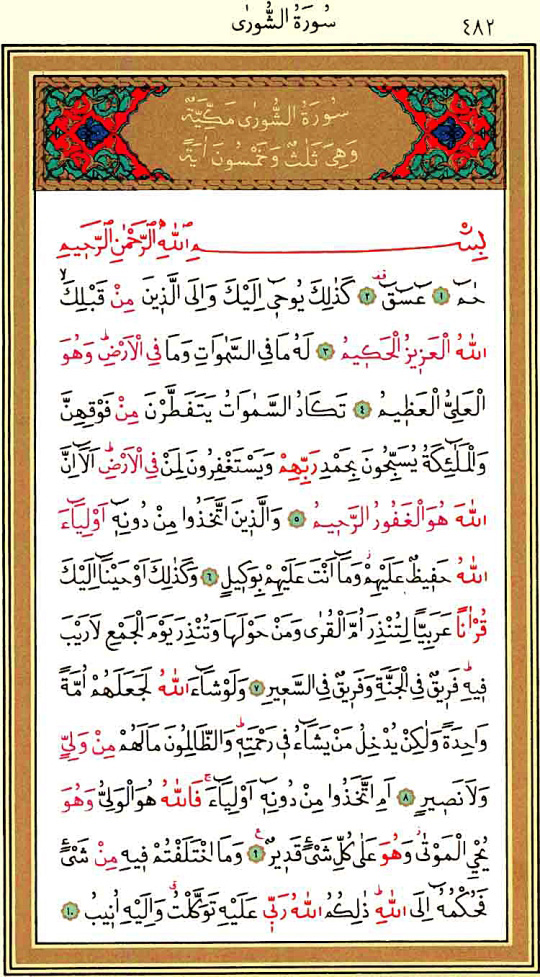 ٤٨٢
سُورَةُ الشُّورٰى
سُورَةُ الشُّورٰى مَكِّيَّةٌ
وَهِىَ ثَلٰثٌ وَخَمْسُونَ اٰيَةً
بِسْمِ اللّٰهِ الرَّحْمٰنِ الرَّحٖيمِ
حٰمٓ ﴿١﴾ عٓسٓقٓ ﴿٢﴾ كَذٰلِكَ يُوحٖٓى اِلَيْكَ وَاِلَى الَّذٖينَ مِنْ قَبْلِكَۙ
اللّٰهُ الْعَزٖيزُ الْحَكٖيمُ ﴿٣﴾ لَهُ مَا فِى السَّمٰوَاتِ وَمَا فِى الْاَرْضِؕ وَهُوَ
الْعَلِىُّ الْعَظٖيمُ ﴿٤﴾ تَكَادُ السَّمٰوَاتُ يَتَفَطَّرْنَ مِنْ فَوْقِهِنَّ
وَالْمَلٰٓئِكَةُ يُسَبِّحُونَ بِحَمْدِ رَبِّهِمْ وَيَسْتَغْفِرُونَ لِمَنْ فِى الْاَرْضِؕ اَلَٓا اِنَّ
اللّٰهَ هُوَ الْغَفُورُ الرَّحٖيمُ ﴿٥﴾ وَالَّذٖينَ اتَّخَذُوا مِنْ دُونِهٖٓ اَوْلِيَٓاءَ
اللّٰهُ حَفٖيظٌ عَلَيْهِمْؗ وَمَٓا اَنْتَ عَلَيْهِمْ بِوَكٖيلٍ ﴿٦﴾ وَكَذٰلِكَ اَوْحَيْنَٓا اِلَيْكَ
قُرْاٰنًا عَرَبِيًّا لِتُنْذِرَ اُمَّ الْقُرٰى وَمَنْ حَوْلَهَا وَتُنْذِرَ يَوْمَ الْجَمْعِ لَا رَيْبَ
فٖيهِؕ فَرٖيقٌ فِى الْجَنَّةِ وَفَرٖيقٌ فِى السَّعٖيرِ ﴿٧﴾ وَلَوْ شَٓاءَ اللّٰهُ لَجَعَلَهُمْ اُمَّةً
وَاحِدَةً وَلٰكِنْ يُدْخِلُ مَنْ يَشَٓاءُ فٖى رَحْمَتِهٖؕ وَالظَّالِمُونَ مَا لَهُمْ مِنْ وَلِىٍّ
وَلَا نَصٖيرٍ ﴿٨﴾ اَمِ اتَّخَذُوا مِنْ دُونِهٖٓ اَوْلِيَٓاءَۚ فَاللّٰهُ هُوَ الْوَلِىُّ وَهُوَ
يُحْيِ الْمَوْتٰىؗ وَهُوَ عَلٰى كُلِّ شَىْءٍ قَدٖيرٌ ﴿٩﴾ وَمَا اخْتَلَفْتُمْ فٖيهِ مِنْ شَىْءٍ
فَحُكْمُهُٓ اِلَى اللّٰهِؕ ذٰلِكُمُ اللّٰهُ رَبّٖى عَلَيْهِ تَوَكَّلْتُۗ وَاِلَيْهِ اُنٖيبُ ﴿١٠﴾